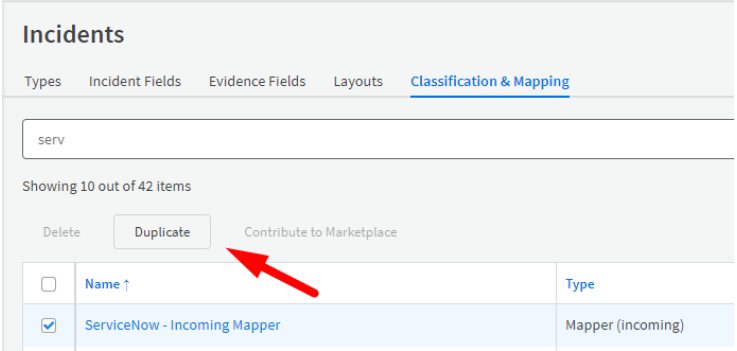 Incidents
Types Incident Fields Evidence Fields Layouts Classification & Mapping
serv
Showing 10 out of 42 items
Delete Duplicate Contribute to Marketplace
Name ↑ Type
ServiceNow - Incoming Mapper Mapper (incoming)